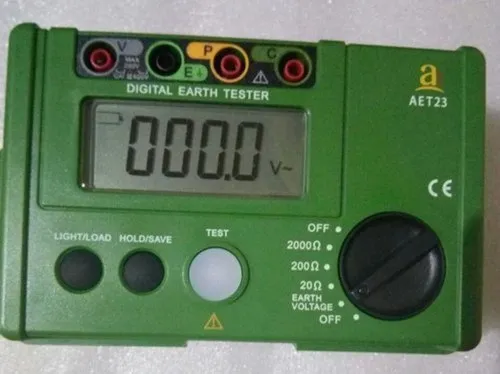 V P C
MAX
E
DIGITAL EARTH TESTER
a
AET23
000.0 V~
CE
LIGHT/LOAD HOLD/SAVE TEST
OFF
2000Ω
200Ω
20Ω
EARTH
VOLTAGE
OFF